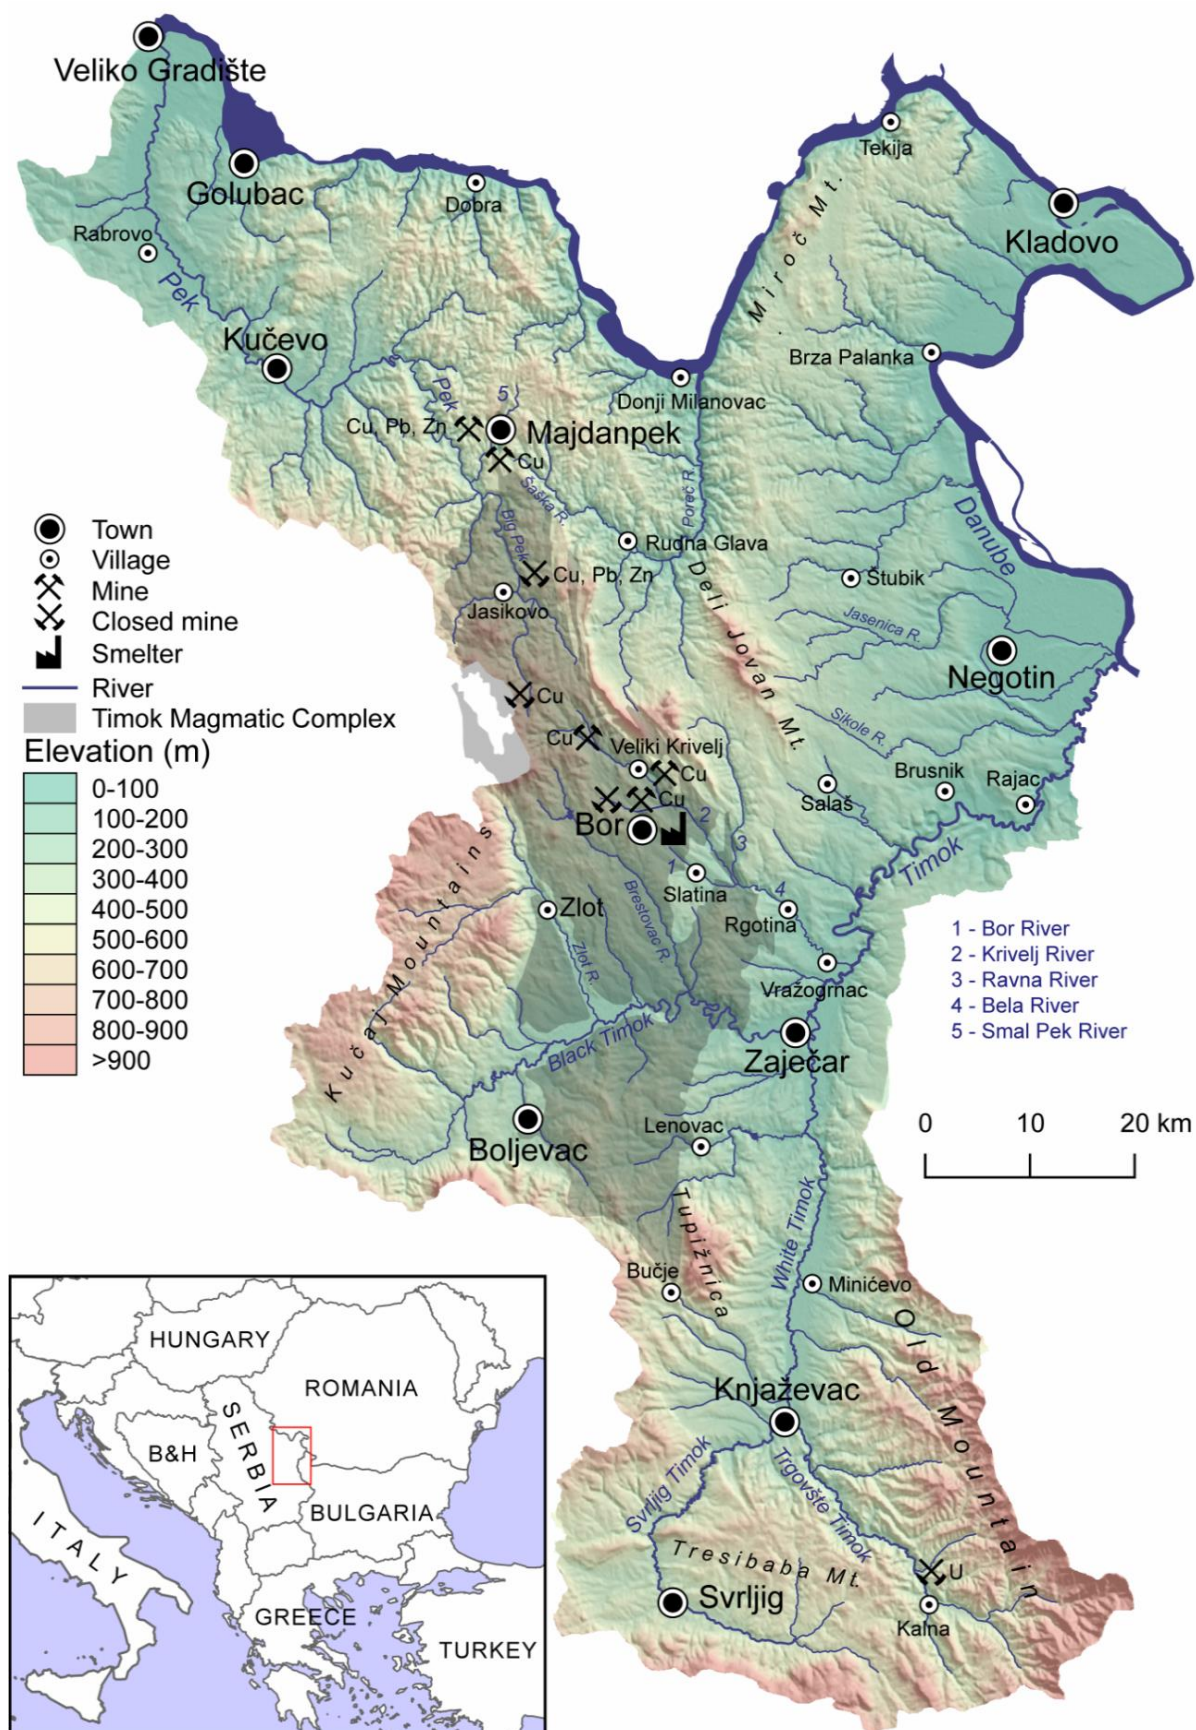 Veliko Gradište
Golubac
Dobra
Tekija
Kladovo
Rabrovo
Pek
Miroč Mt.
Kučevo
Brza Palanka
Donji Milanovac
Pek
5
Cu, Pb, Zn
Majdanpek
Cu
Šaška R.
Poreč R.
Danube
Big Pek
Rudna Glava
Cu, Pb, Zn
Štubik
Jasikovo
Deli Jovan Mt.
Jasenica R.
Negotin
Cu
Sikole R.
Cu
Veliki Krivelj
Cu
Salaš
Brusnik
Rajac
Cu
Bor
2
3
Timok
1
Slatina
4
Zlot
Brestovac R.
Rgotina
Zlot R.
Vražogrnac
Kučaj Mountains
Black Timok
Zaječar
Boljevac
Lenovac
Tupižnica
White Timok
Bučje
Minićevo
Old Mountain
Knjaževac
Svrljig Timok
Trgovšte Timok
Tresibaba Mt.
U
Svrljig
Kalna
Town
Village
Mine
Closed mine
Smelter
River
Timok Magmatic Complex
Elevation (m)
0-100
100-200
200-300
300-400
400-500
500-600
600-700
700-800
800-900
>900
1 - Bor River
2 - Krivelj River
3 - Ravna River
4 - Bela River
5 - Smal Pek River
0 20 km
HUNGARY
ROMANIA
SERBIA
B&H
BULGARIA
ITALY
GREECE
TURKEY